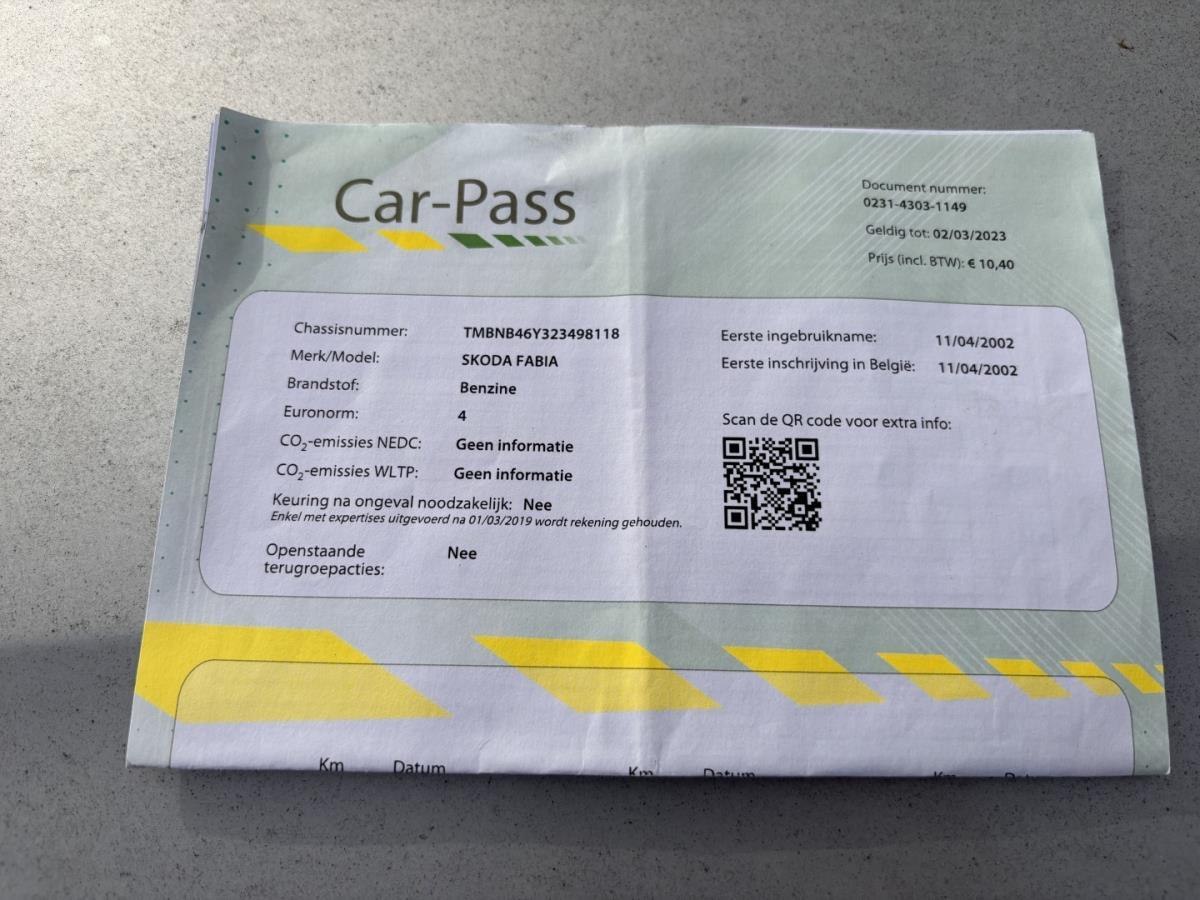 Car-Pass
Document nummer:
0231-4303-1149
Geldig tot: 02/03/2023
Prijs (incl. BTW): € 10,40
Chassisnummer: TMBNB46Y323498118
Merk/Model: SKODA FABIA
Brandstof: Benzine
Euronorm: 4
CO₂-emissies NEDC: Geen informatie
CO₂-emissies WLTP: Geen informatie
Keuring na ongeval noodzakelijk: Nee
Enkel met expertises uitgevoerd na 01/03/2019 wordt rekening gehouden.
Openstaande Nee
terugroepacties:
Eerste ingebruikname: 11/04/2002
Eerste inschrijving in België: 11/04/2002
Scan de QR code voor extra info:
Km Datum Km Datum Km